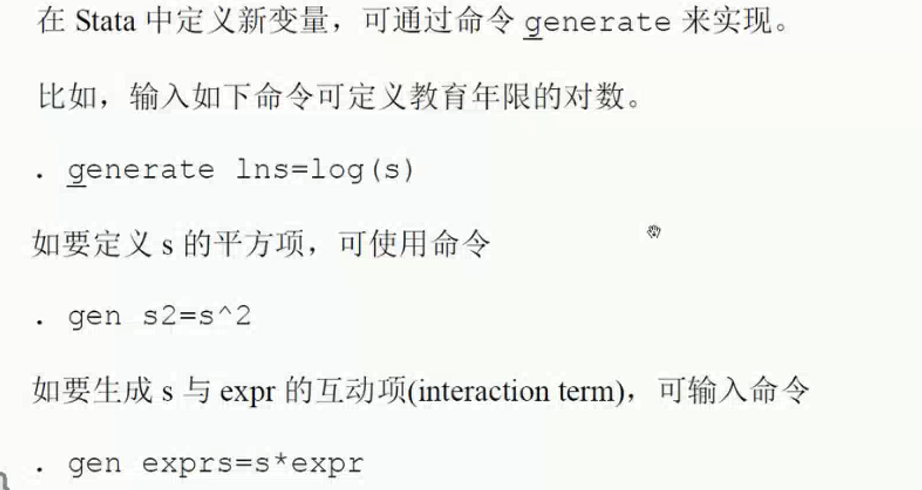 在 Stata 中定义新变量，可通过命令 generate 来实现。
比如，输入如下命令可定义教育年限的对数。
. generate lns=log(s)
如要定义 s 的平方项，可使用命令
. gen s2=s^2
如要生成 s 与 expr 的互动项(interaction term)，可输入命令
. gen exprs=s*expr